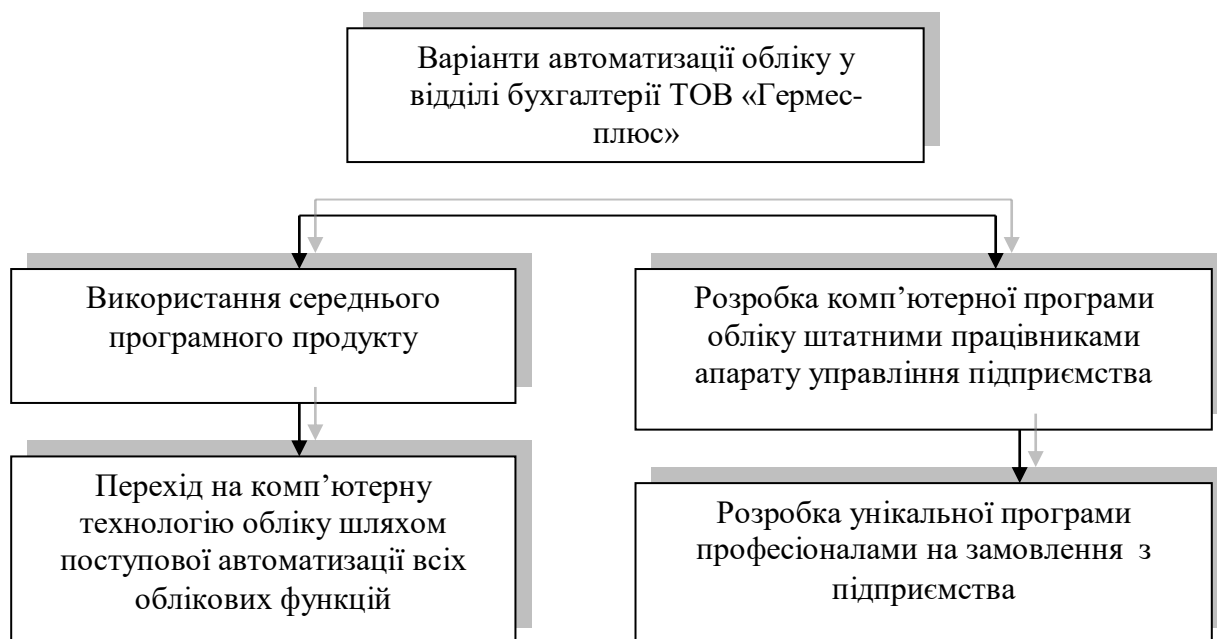 Варіанти автоматизації обліку у
відділі бухгалтерії ТОВ «Гермес-
плюс»
Використання середнього
програмного продукту
Розробка комп’ютерної програми
обліку штатними працівниками
апарату управління підприємства
Перехід на комп’ютерну
технологію обліку шляхом
поступової автоматизації всіх
облікових функцій
Розробка унікальної програми
професіоналами на замовлення з
підприємства